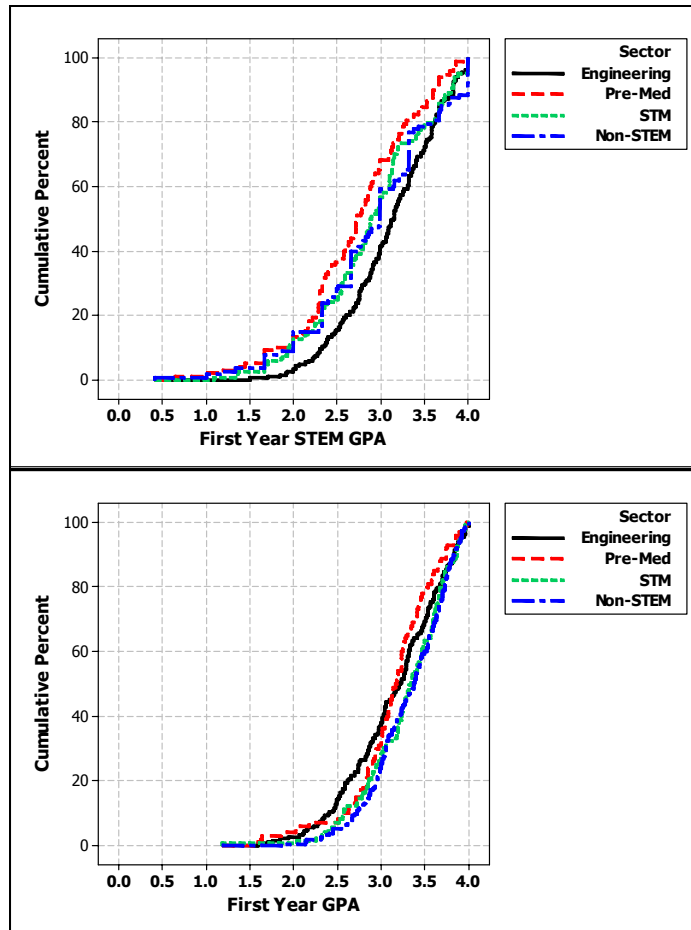 Sector
Engineering
Pre-Med
STM
Non-STEM
100
80
60
40
20
0
Cumulative Percent
0.0 0.5 1.0 1.5 2.0 2.5 3.0 3.5 4.0
First Year STEM GPA
Sector
Engineering
Pre-Med
STM
Non-STEM
100
80
60
40
20
0
Cumulative Percent
0.0 0.5 1.0 1.5 2.0 2.5 3.0 3.5 4.0
First Year GPA